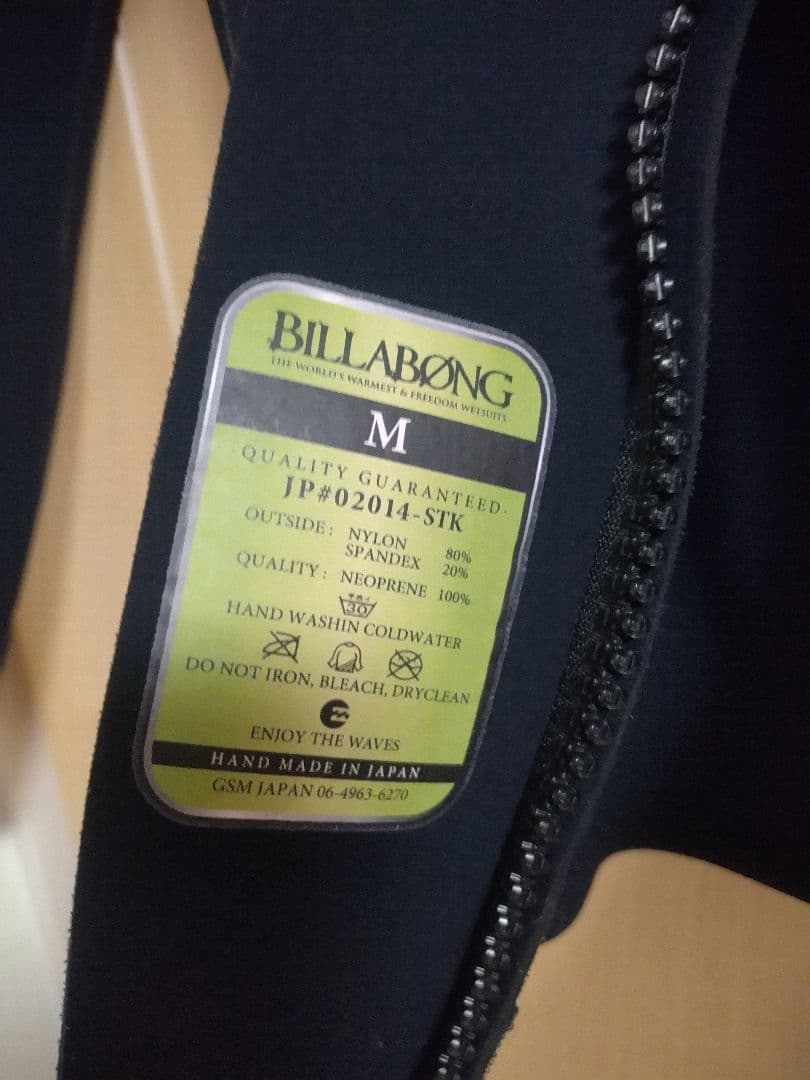 BILLABØNG
THE WORLD'S WARMEST & FREEDOM WETSUITS
M
QUALITY GUARANTEED.
JP#02014-STK
OUTSIDE: NYLON 80%
SPANDEX 20%
QUALITY: NEOPRENE 100%
30
HAND WASHIN COLDWATER
DO NOT IRON, BLEACH, DRYCLEAN
ENJOY THE WAVES
HAND MADE IN JAPAN
GSM JAPAN 06-4963-6270